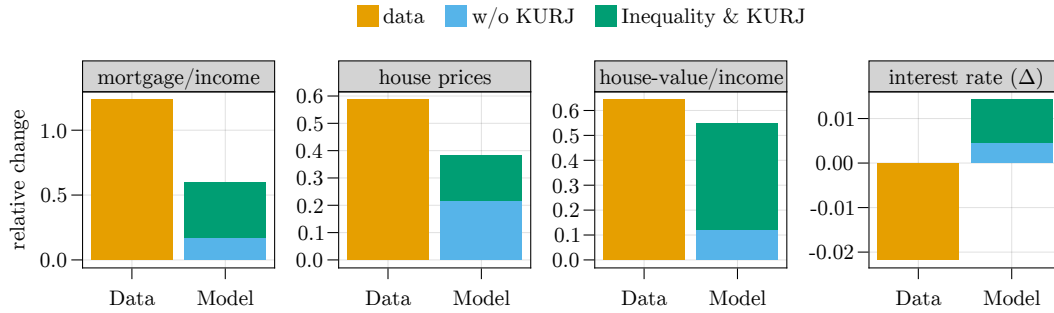 data w/o KURJ Inequality & KURJ
mortgage/income
relative change
1.0
0.5
0.0
Data Model
house prices
0.6
0.5
0.4
0.3
0.2
0.1
0.0
Data Model
house-value/income
0.6
0.5
0.4
0.3
0.2
0.1
0.0
Data Model
interest rate (Δ)
0.01
0.00
-0.01
-0.02
Data Model